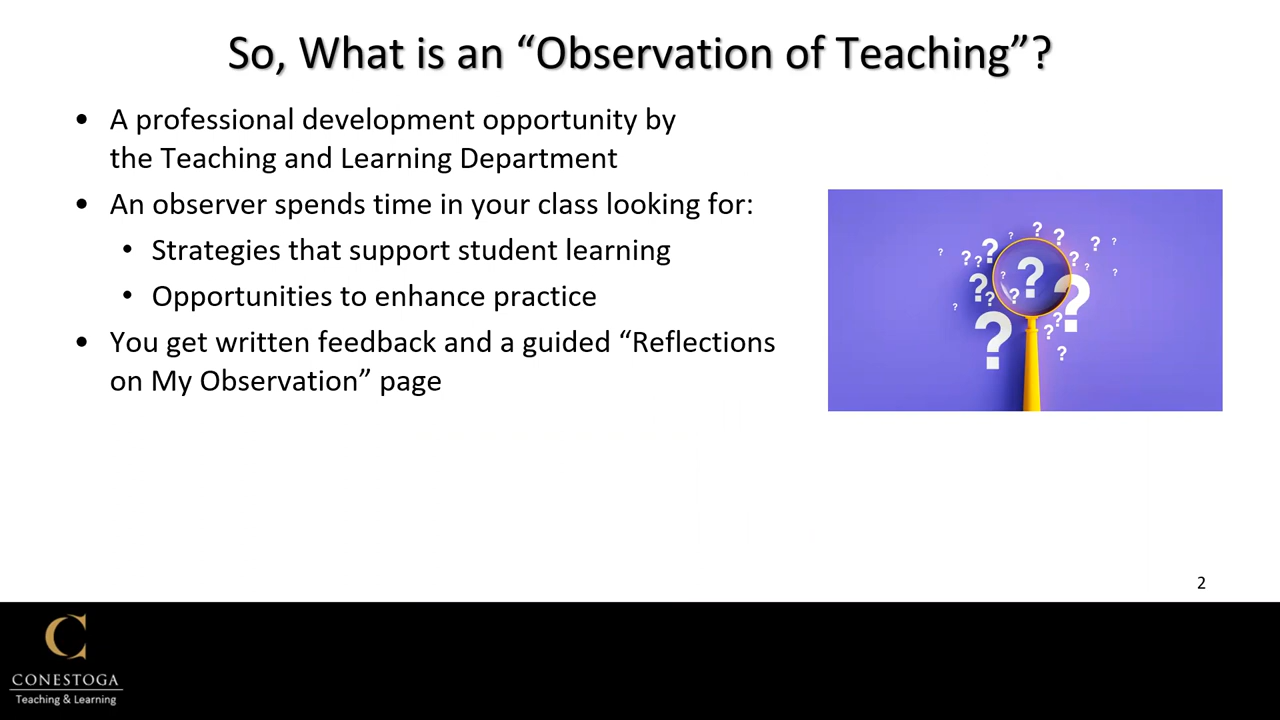 So, What is an “Observation of Teaching”?
• A professional development opportunity by
the Teaching and Learning Department
• An observer spends time in your class looking for:
• Strategies that support student learning
• Opportunities to enhance practice
• You get written feedback and a guided “Reflections
on My Observation” page
2
C
CONESTOGA
Teaching & Learning